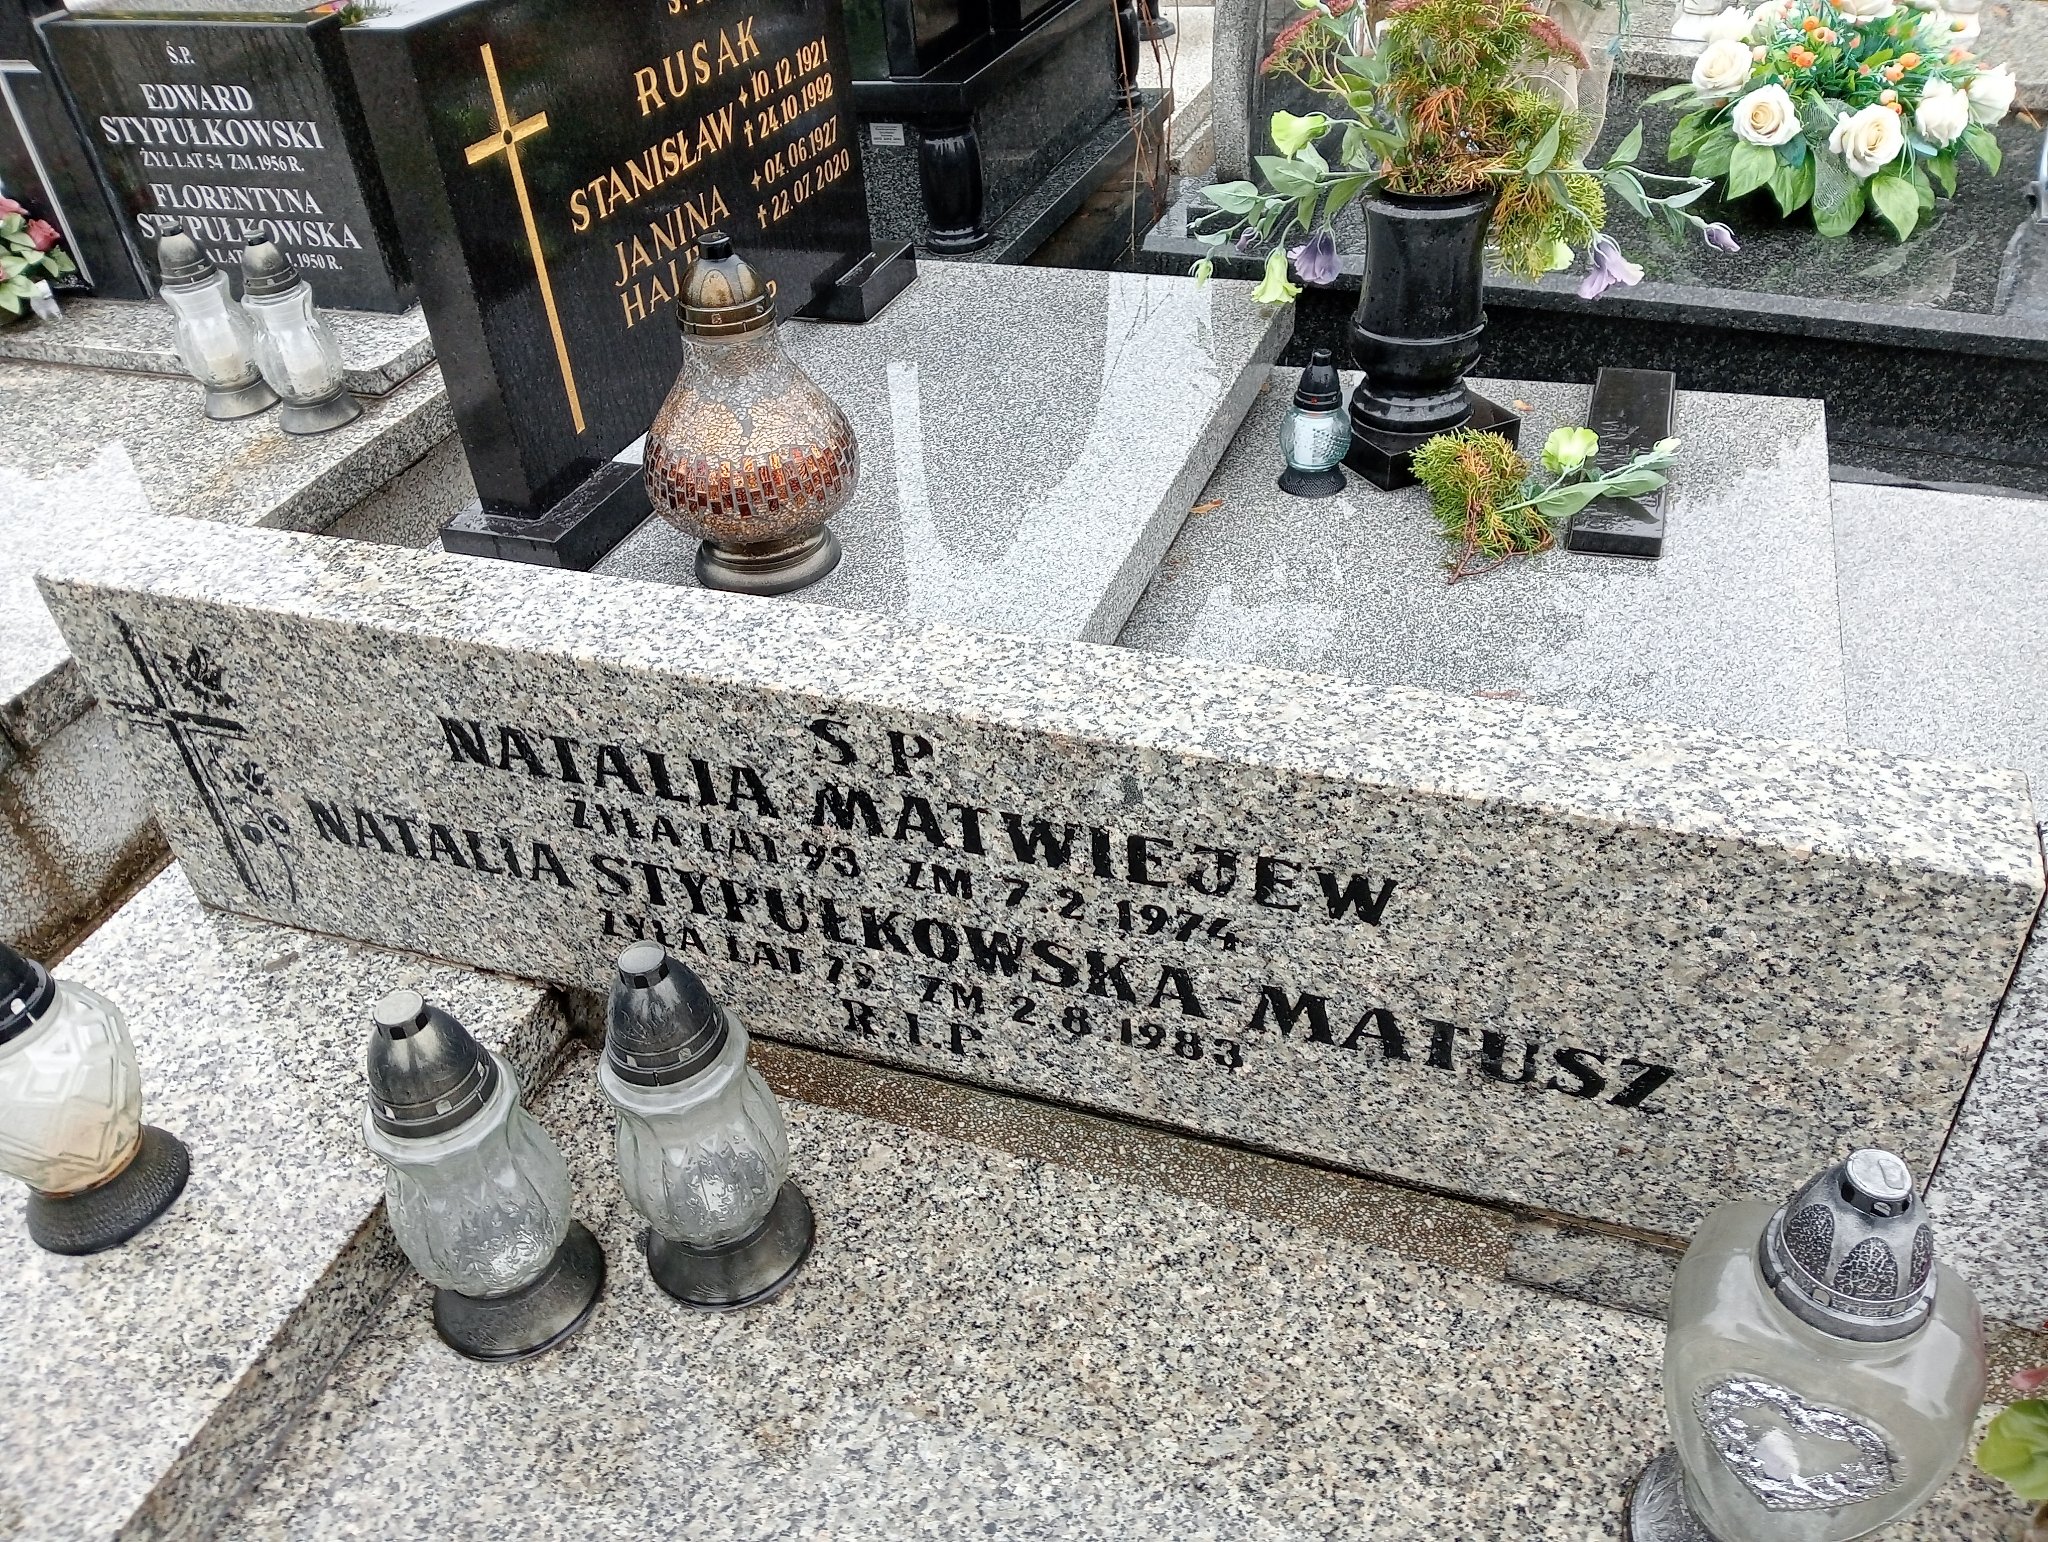 Ś.P.
EDWARD
STYPUŁKOWSKI
ŻYŁ LAT 54 ZM. 1956 R.
FLORENTYNA
STYPUŁKOWSKA
LAT 1950 R.
RUSAK
STANISŁAW 10.12.1921
† 24.10.1992
JANINA 04.06.1927
† 22.07.2020
Ś P
NATALIA MATWIEJEW
ŻYŁA LAT 93 ZM 7.2.1974
NATALIA STYPUŁKOWSKA-MATUSZ
ŻYŁA LAT ZM 2.8 1983
R.I.P